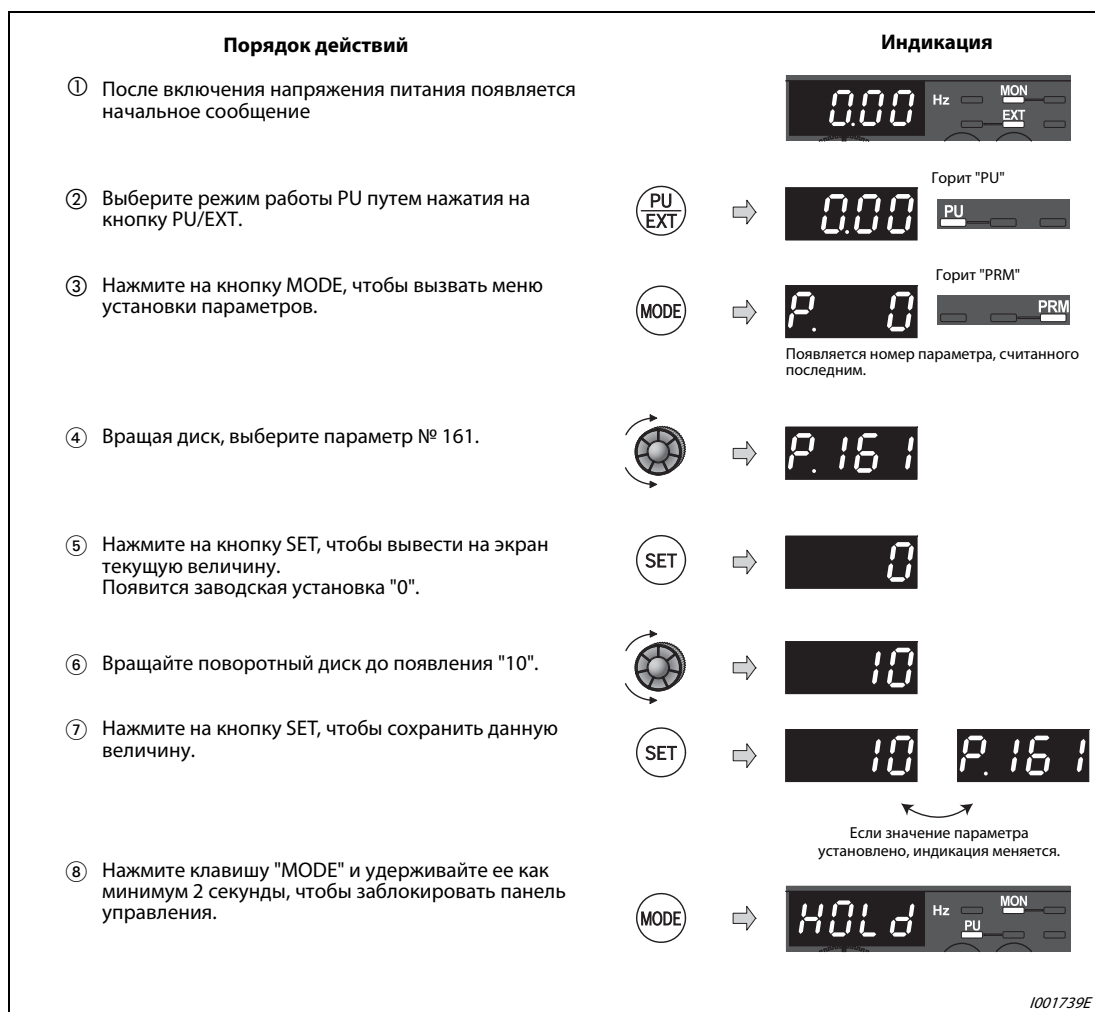 Порядок действий
Индикация
① После включения напряжения питания появляется
начальное сообщение
0.00 Hz MON
EXT
② Выберите режим работы PU путем нажатия на
кнопку PU/EXT.
PU
EXT
0.00
Горит "PU"
PU
③ Нажмите на кнопку MODE, чтобы вызвать меню
установки параметров.
MODE
P. 0
Горит "PRM"
PRM
Появляется номер параметра, считанного
последним.
④ Вращая диск, выберите параметр № 161.
P.161
⑤ Нажмите на кнопку SET, чтобы вывести на экран
текущую величину.
Появится заводская установка "0".
SET
0
⑥ Вращайте поворотный диск до появления "10".
10
⑦ Нажмите на кнопку SET, чтобы сохранить данную
величину.
SET
10 P.161
Если значение параметра
установлено, индикация меняется.
⑧ Нажмите клавишу "MODE" и удерживайте ее как
минимум 2 секунды, чтобы заблокировать панель
управления.
MODE
HOLd Hz MON
PU
I001739E